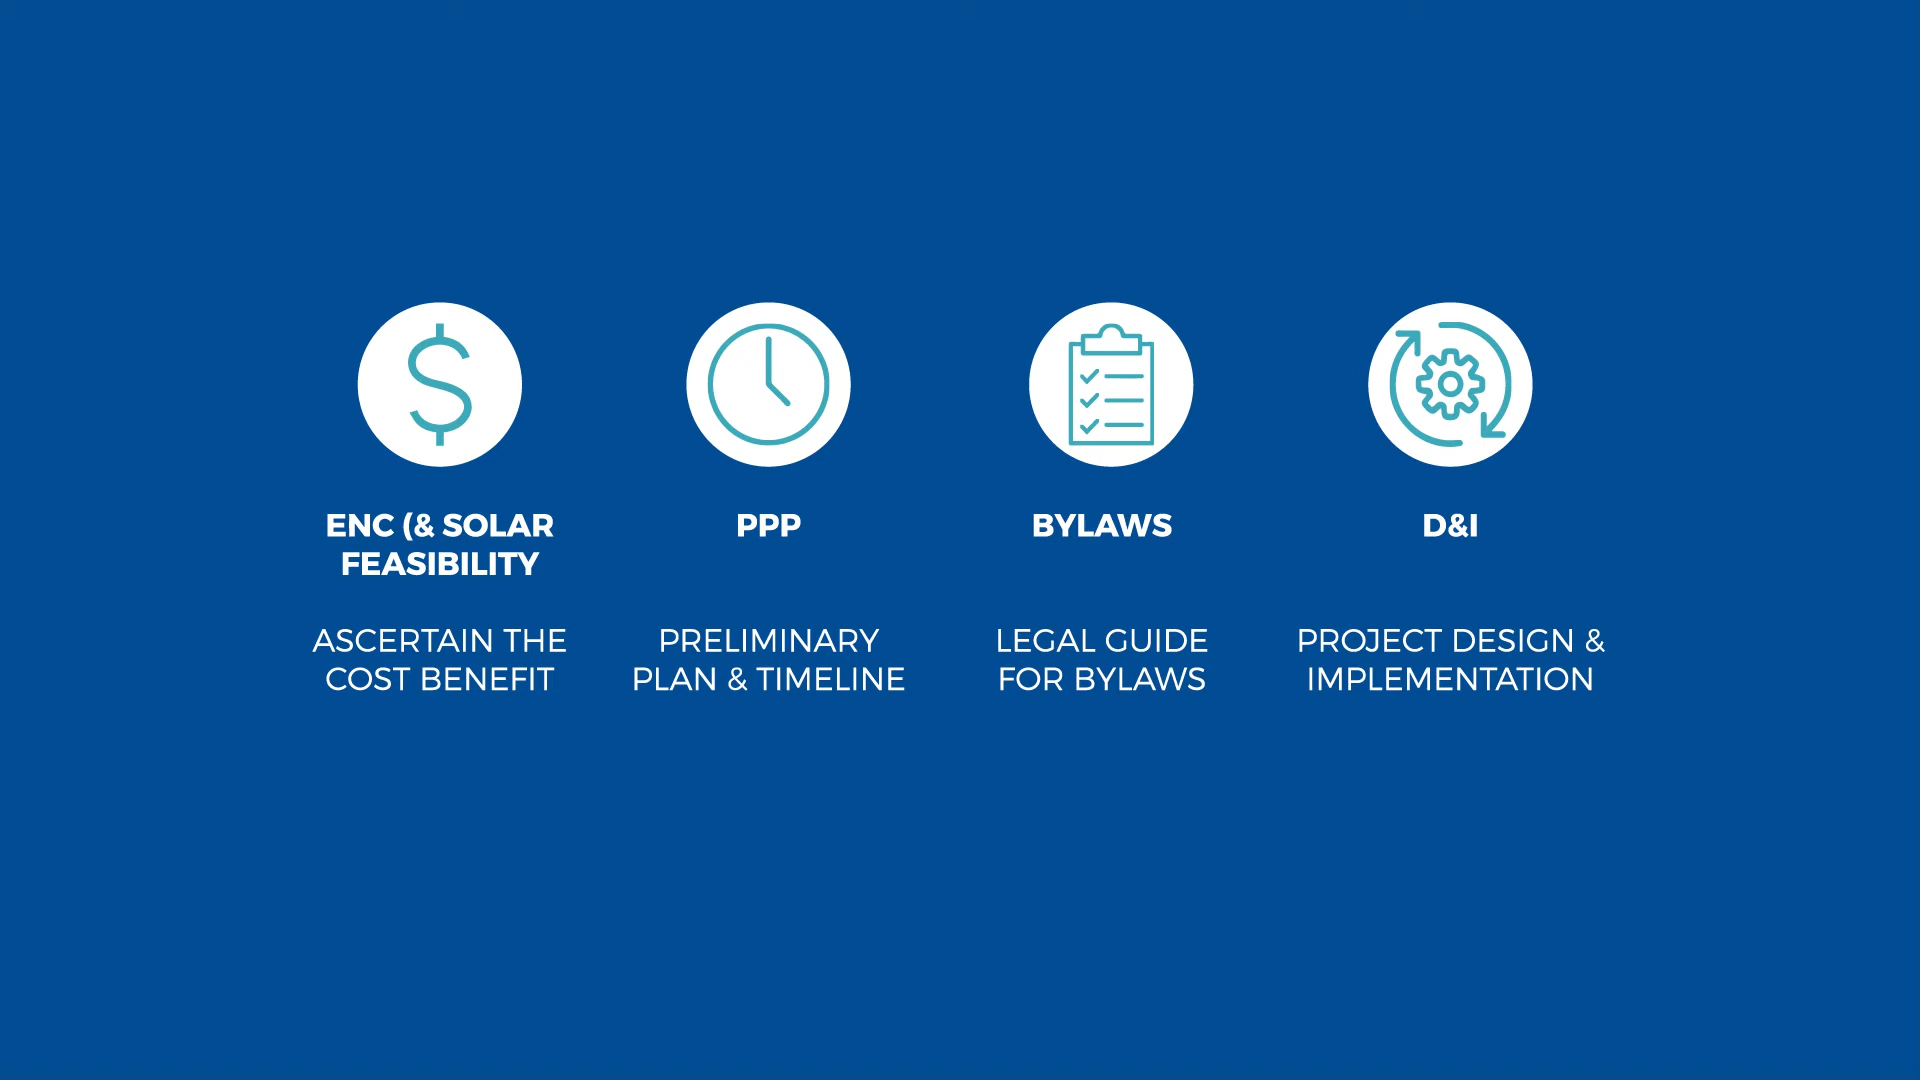 ENC (& SOLAR
FEASIBILITY
ASCERTAIN THE
COST BENEFIT
PPP
PRELIMINARY
PLAN & TIMELINE
BYLAWS
LEGAL GUIDE
FOR BYLAWS
D&I
PROJECT DESIGN &
IMPLEMENTATION